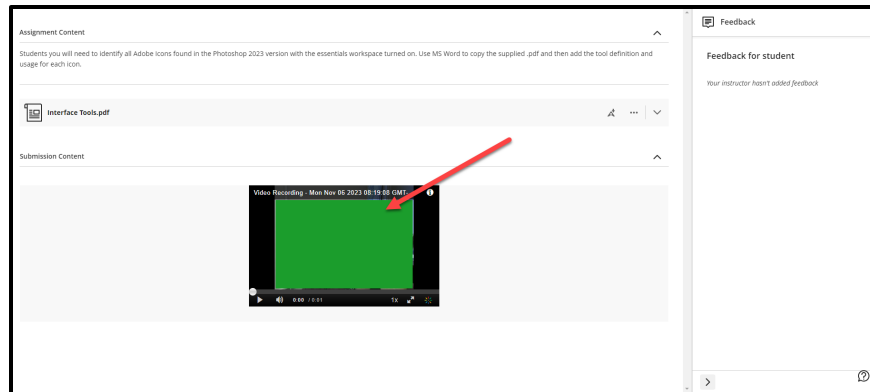 Assignment Content
Students you will need to identify all Adobe icons found in the Photoshop 2023 version with the essentials workspace turned on. Use MS Word to copy the supplied .pdf and then add the tool definition and
usage for each icon.
Interface Tools.pdf
Submission Content
Video Recording - Mon Nov 06 2023 08:19:08 GMT-
0:00 / 0:01
1x
Feedback
Feedback for student
Your instructor hasn't added feedback